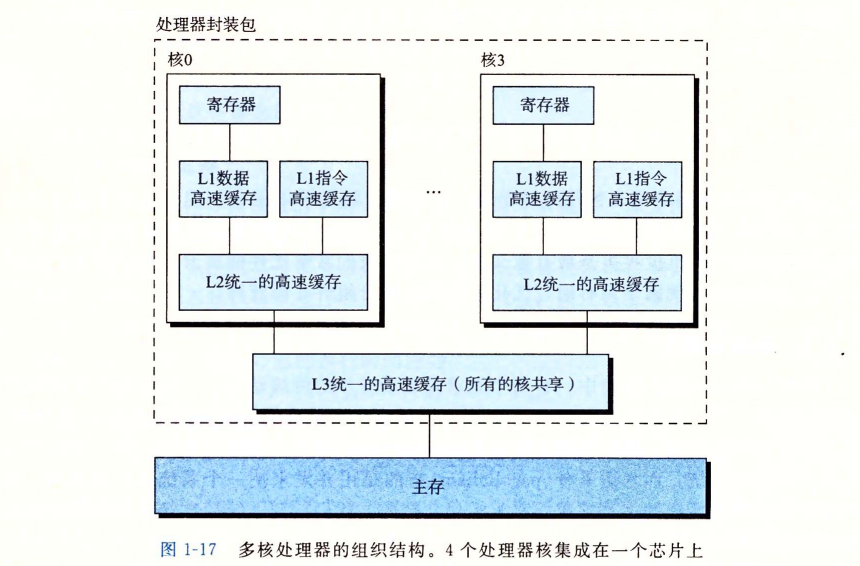 处理器封装包
核0
核3
寄存器
寄存器
L1数据
高速缓存
L1指令
高速缓存
…
L1数据
高速缓存
L1指令
高速缓存
L2统一的高速缓存
L2统一的高速缓存
L3统一的高速缓存（所有的核共享）
主存
图 1-17 多核处理器的组织结构。4 个处理器核集成在一个芯片上